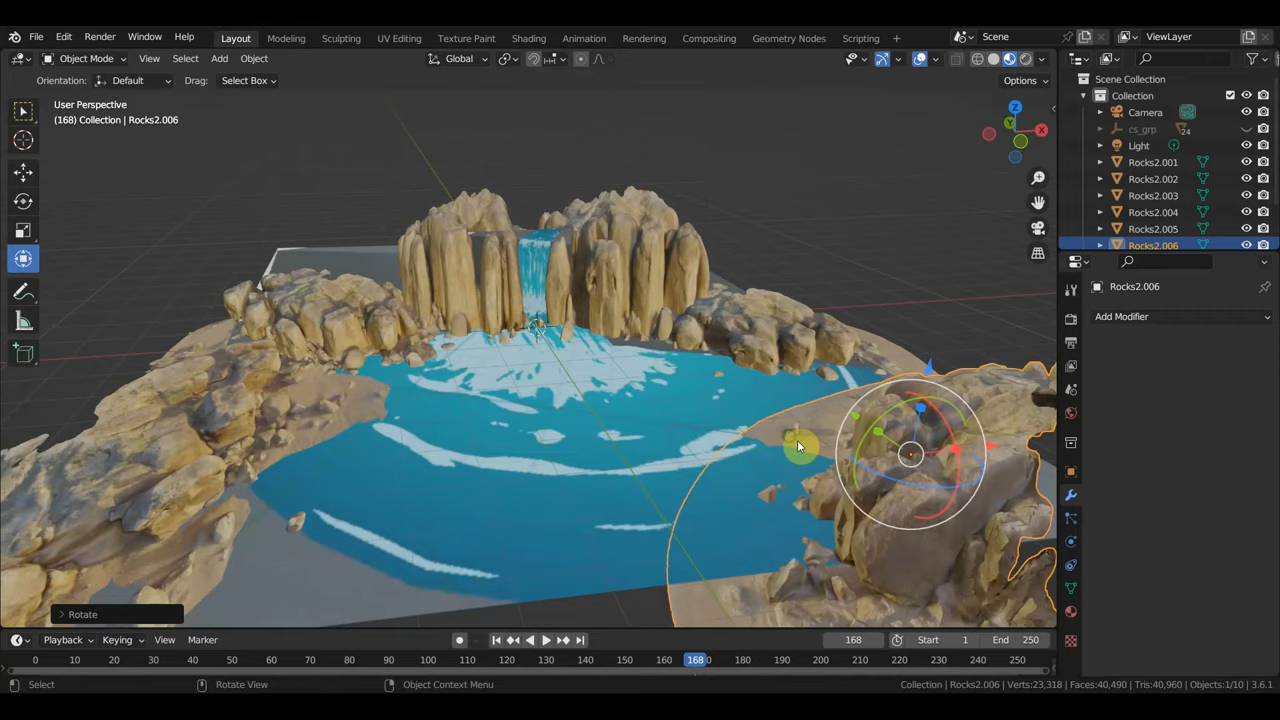 File Edit Render Window Help Layout Modeling Sculpting UV Editing Texture Paint Shading Animation Rendering Compositing Geometry Nodes Scripting + Scene ViewLayer
Object Mode View Select Add Object Global
Orientation: Default Drag: Select Box Options
User Perspective
(168) Collection | Rocks2.006
Z
Y
X
Scene Collection
Collection
Camera
cs_grp 24
Light
Rocks2.001
Rocks2.002
Rocks2.003
Rocks2.004
Rocks2.005
Rocks2.006
Rocks2.006
Add Modifier
Rotate
Playback Keying View Marker 168 Start 1 End 250
0 10 20 30 40 50 60 70 80 90 100 110 120 130 140 150 160 168 180 190 200 210 220 230 240 250
Select Rotate View Object Context Menu Collection | Rocks2.006 | Verts:23,318 | Faces:40,490 | Tris:40,960 | Objects:1/10 | 3.6.1